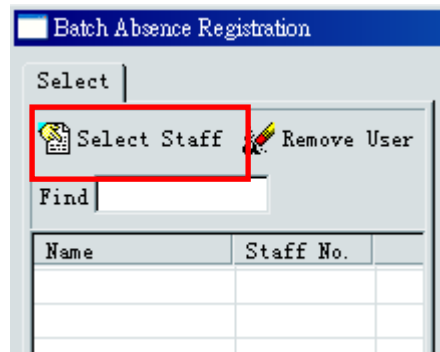 Batch Absence Registration
Select
Select Staff Remove User
Find
Name Staff No.